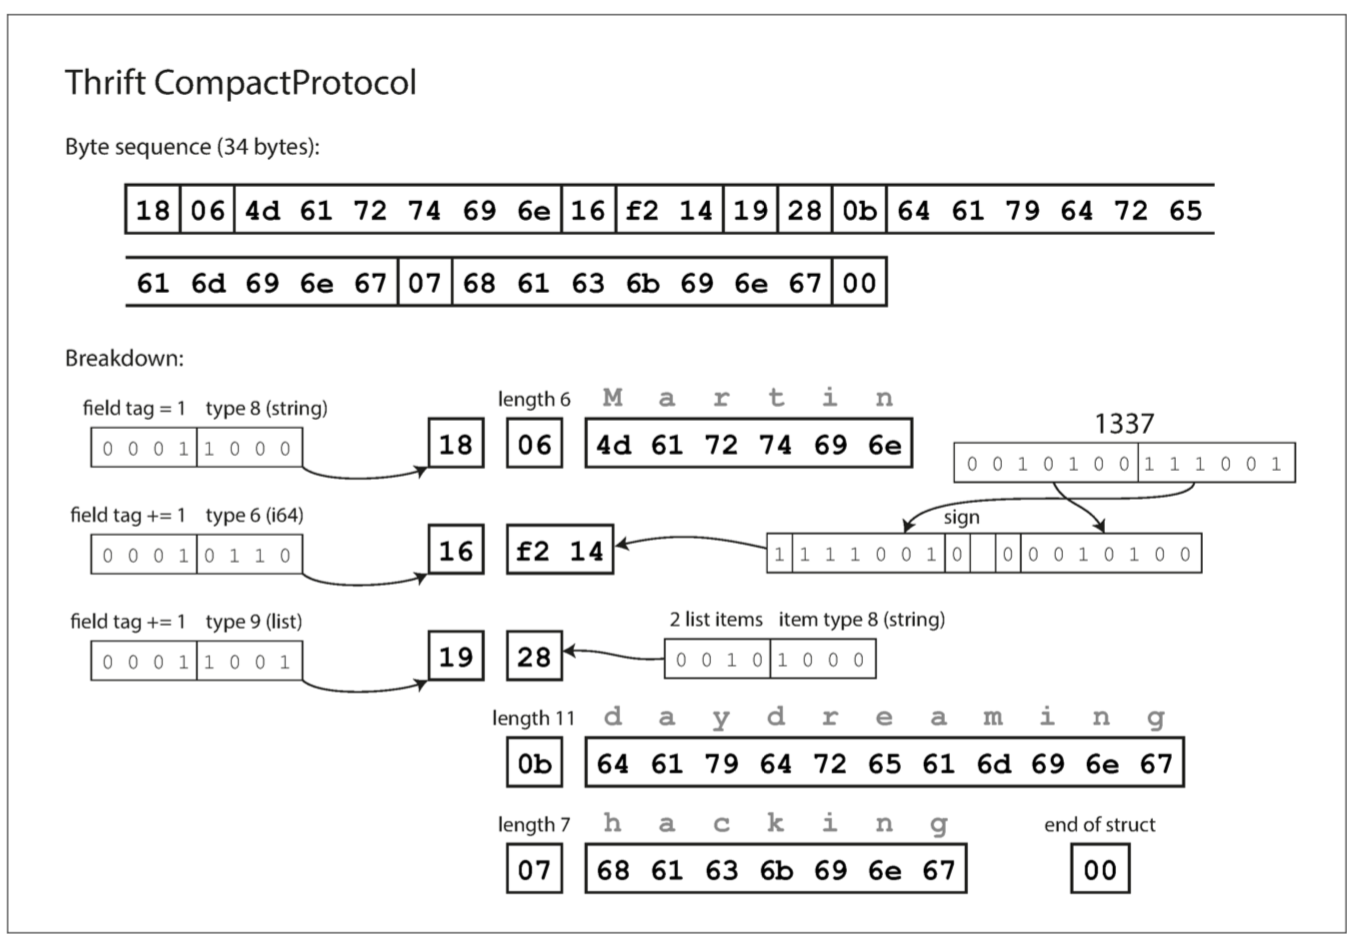 Thrift CompactProtocol
Byte sequence (34 bytes):
18 06 4d 61 72 74 69 6e 16 f2 14 19 28 0b 64 61 79 64 72 65
61 6d 69 6e 67 07 68 61 63 6b 69 6e 67 00
Breakdown:
field tag = 1 type 8 (string) length 6 M a r t i n
0 0 0 1 1 0 0 0 18 06 4d 61 72 74 69 6e
1337
0 0 1 0 1 0 0 1 1 1 0 0 1
field tag += 1 type 6 (i64) sign
0 0 0 1 0 1 1 0 16 f2 14 1 1 1 1 0 0 1 0 0 0 0 1 0 1 0 0
field tag += 1 type 9 (list) 2 list items item type 8 (string)
0 0 0 1 1 0 0 1 19 28 0 0 1 0 1 0 0 0
length 11 d a y d r e a m i n g
0b 64 61 79 64 72 65 61 6d 69 6e 67
length 7 h a c k i n g end of struct
07 68 61 63 6b 69 6e 67 00